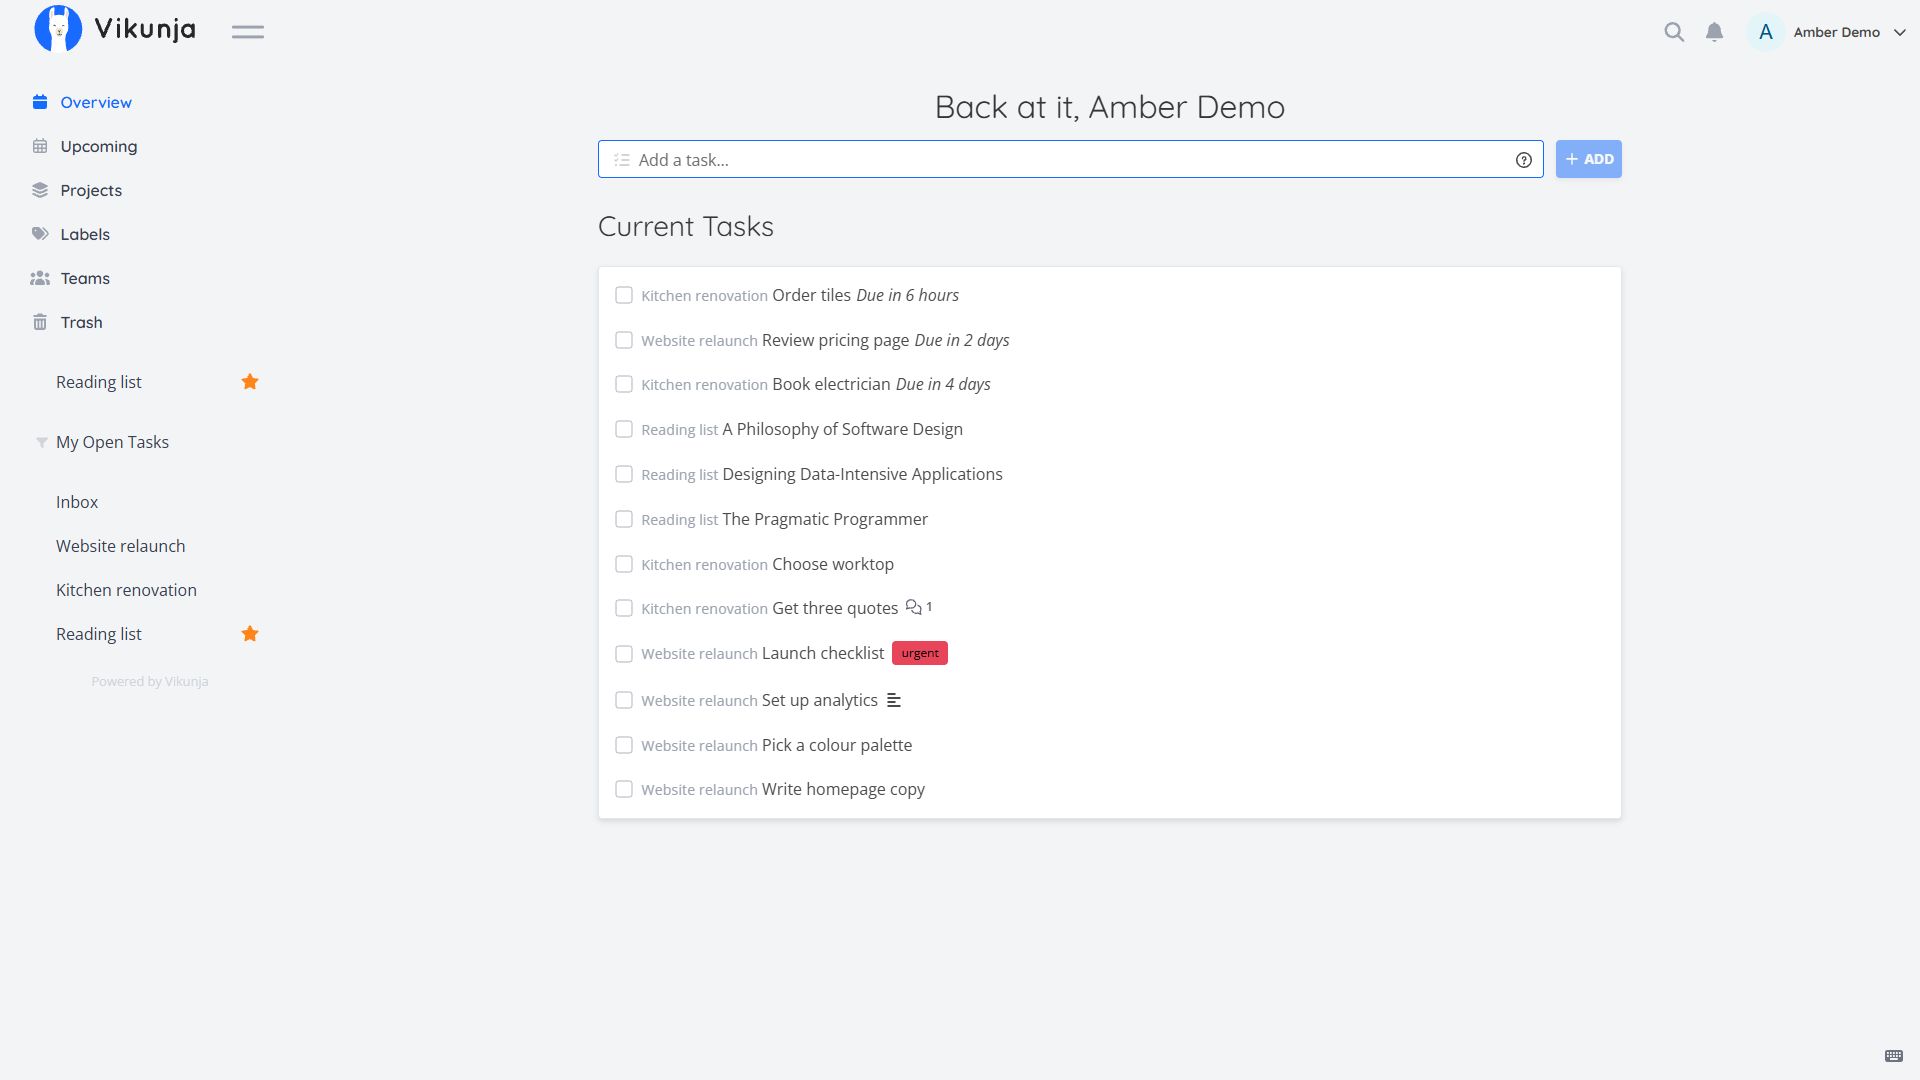 Vikunja
A Amber Demo
Overview
Upcoming
Projects
Labels
Teams
Trash
Reading list
My Open Tasks
Inbox
Website relaunch
Kitchen renovation
Reading list
Powered by Vikunja
Back at it, Amber Demo
Add a task...
ADD
Current Tasks
Kitchen renovation Order tiles Due in 6 hours
Website relaunch Review pricing page Due in 2 days
Kitchen renovation Book electrician Due in 4 days
Reading list A Philosophy of Software Design
Reading list Designing Data-Intensive Applications
Reading list The Pragmatic Programmer
Kitchen renovation Choose worktop
Kitchen renovation Get three quotes 1
Website relaunch Launch checklist urgent
Website relaunch Set up analytics
Website relaunch Pick a colour palette
Website relaunch Write homepage copy